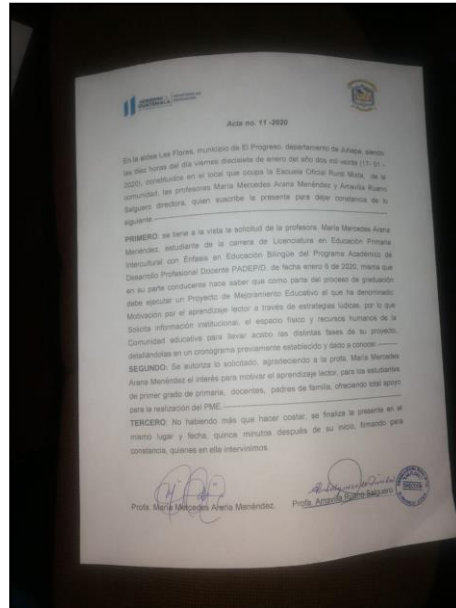 GOBIERNO de GUATEMALA
MINISTERIO DE EDUCACIÓN
Acta no. 11 -2020
En la aldea Las Flores, municipio de El Progreso, departamento de Jutiapa, siendo
las diez horas del día viernes diecisiete de enero del año dos mil veinte (17- 01 -
2020), constituidos en el local que ocupa la Escuela Oficial Rural Mixta, de la
comunidad, las profesoras María Mercedes Arana Menéndez y Amavilia Ruano
Salguero directora, quien suscribe la presente para dejar constancia de lo
siguiente
PRIMERO: se tiene a la vista la solicitud de la profesora. María Mercedes Arana
Menéndez, estudiante de la carrera de Licenciatura en Educación Primaria
Intercultural con Énfasis en Educación Bilingüe del Programa Académico de
Desarrollo Profesional Docente PADEP/D. de fecha enero 6 de 2020, misma que
en su parte conducente hace saber que como parte del proceso de graduación
debe ejecutar un Proyecto de Mejoramiento Educativo al que ha denominado:
Motivación por el aprendizaje lector a través de estrategias lúdicas, por lo que
Solicita información institucional, el espacio físico y recursos humanos de la
Comunidad educativa para llevar acabo las distintas fases de su proyecto,
detallándolas en un cronograma previamente establecido y dado a conocer.
SEGUNDO: Se autoriza lo solicitado, agradeciendo a la profa. María Mercedes
Arana Menéndez el interés para motivar el aprendizaje lector, para los estudiantes
de primer grado de primaria, docentes, padres de familia, ofreciendo total apoyo
para la realización del PME.
TERCERO: No habiendo más que hacer costar, se finaliza la presente en el
mismo lugar y fecha, quince minutos después de su inicio, firmando para
constancia, quienes en ella intervinimos.
Profa. María Mercedes Arana Menéndez.
Profa. Amavilia Ruano Salguero